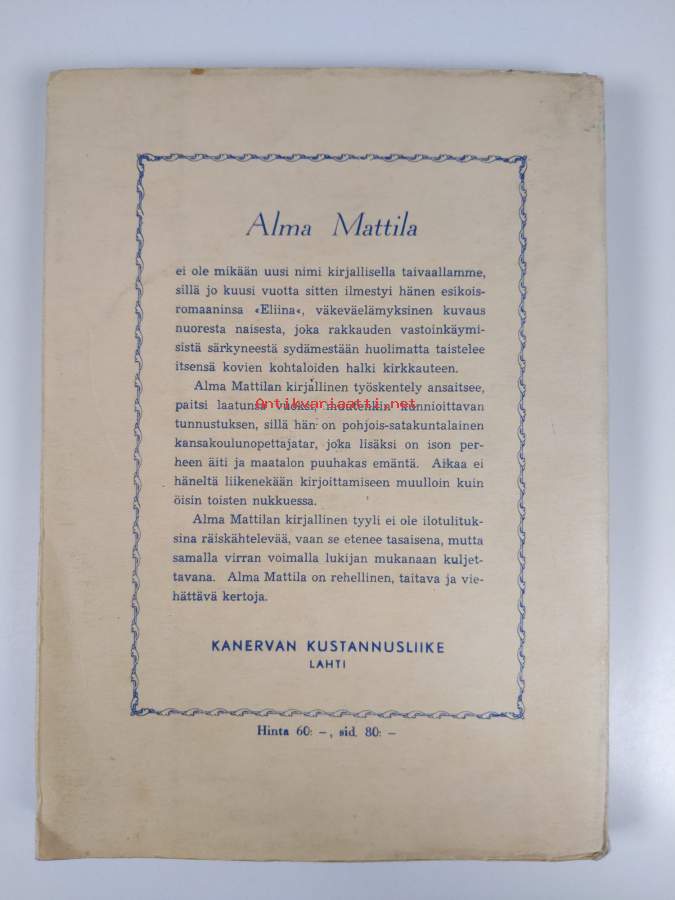 Alma Mattila
ei ole mikään uusi nimi kirjallisella taivaallamme,
sillä jo kuusi vuotta sitten ilmestyi hänen esikois-
romaaninsa «Eliina«, väkeväelämyksinen kuvaus
nuoresta naisesta, joka rakkauden vastoinkäymi-
sistä särkyneestä sydämestään huolimatta taistelee
itsensä kovien kohtaloiden halki kirkkauteen.
Alma Mattilan kirjallinen työskentely ansaitsee,
Antikvariaatti.net
paitsi laatunsa vuoksi moutenkin kunnioittavan
tunnustuksen, sillä hän on pohjois-satakuntalainen
kansakoulunopettajatar, joka lisäksi on ison per-
heen äiti ja maatalon puuhakas emäntä. Aikaa ei
häneltä liikenekään kirjoittamiseen muulloin kuin
öisin toisten nukkuessa.
Alma Mattilan kirjallinen tyyli ei ole ilotulituk-
sina räiskähtelevää, vaan se etenee tasaisena, mutta
samalla virran voimalla lukijan mukanaan kuljet-
tavana. Alma Mattila on rehellinen, taitava ja vie-
hättävä kertoja.
KANERVAN KUSTANNUSLIIKE
LAHTI
Hinta 60: –, sid. 80: –